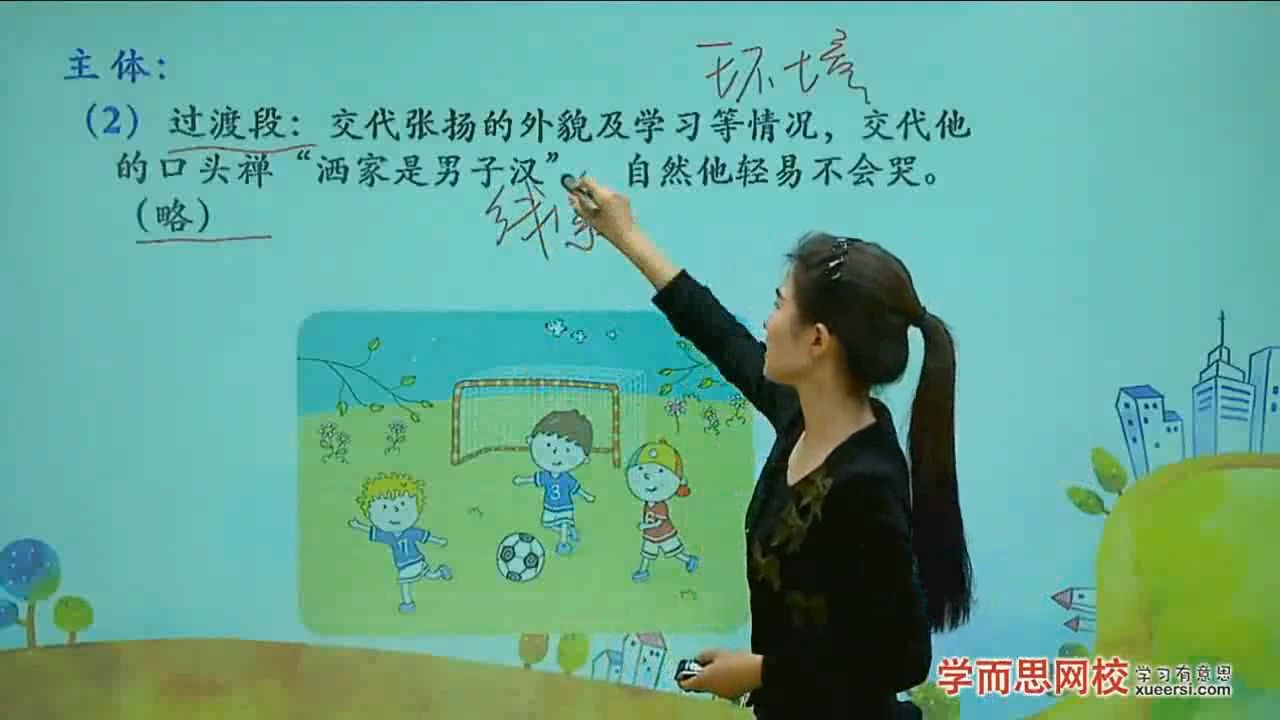 环境
主体：
（2）过渡段：交代张扬的外貌及学习等情况，交代他
的口头禅“洒家是男子汉” 自然他轻易不会哭。
线索
（略）
3
7
学而思网校 学习有意思
xueersi.com